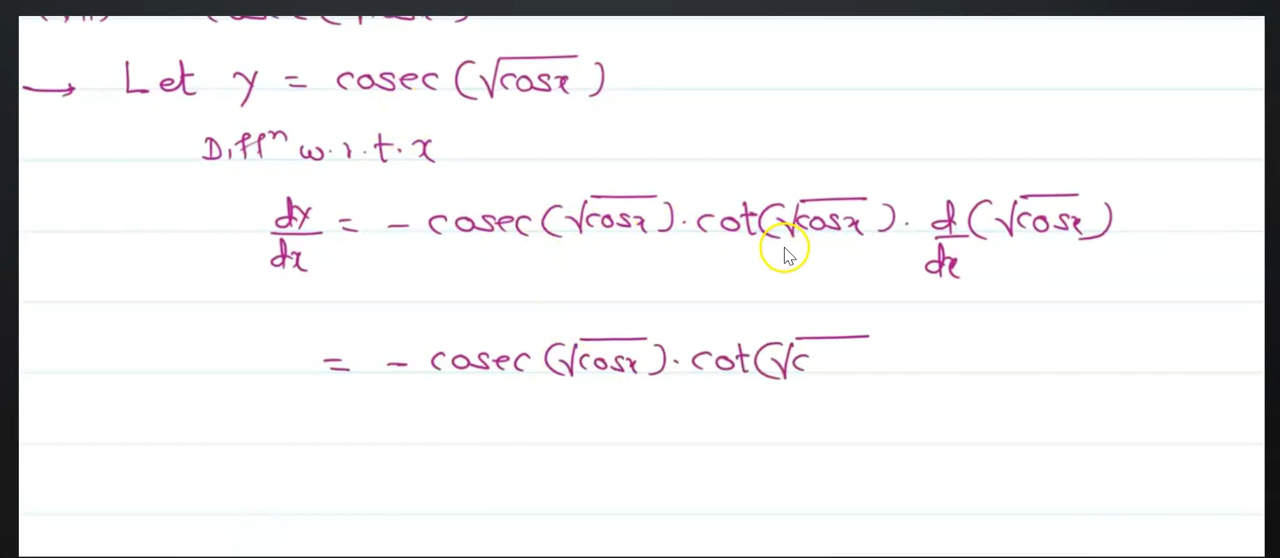 → Let y = cosec(√cosx)
Diffⁿ w.r.t.x
dy/dx = - cosec(√cosx).cot(√cosx). d/dx(√cosx)
= - cosec(√cosx).cot(√c